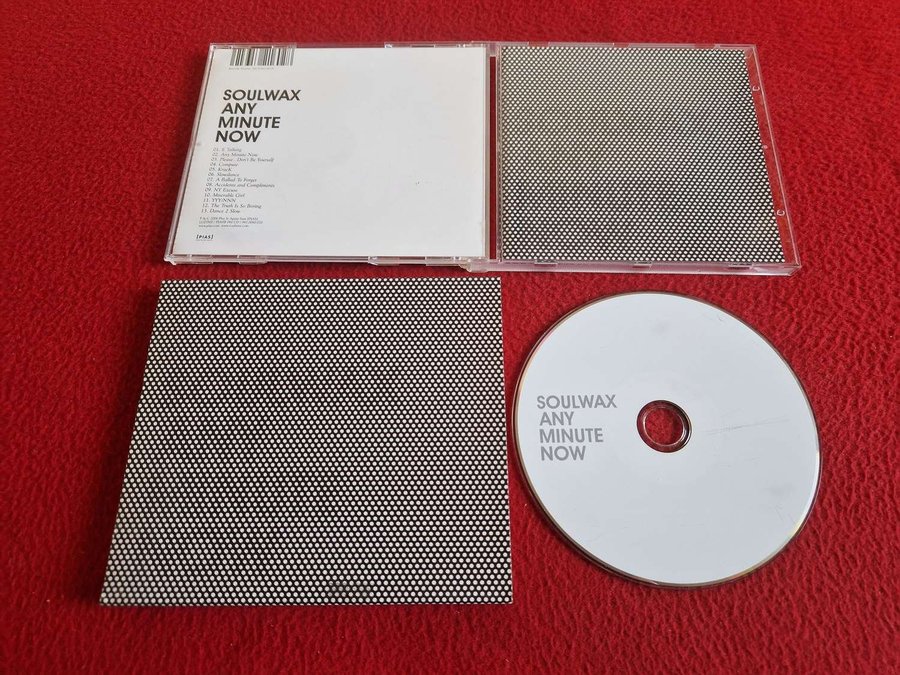 SOULWAX
ANY
MINUTE
NOW
01. E Talking
02. Any Minute Now
03. Please... Don't Be Yourself
04. Compute
05. KracK
06. Slowdance
07. A Ballad To Forget
08. Accidents and Compliments
09. NY Excuse
10. Miserable Girl
11. YYY/NNN
12. The Truth Is So Boring
13. Dance 2 Slow
[PIAS]
SOULWAX
ANY
MINUTE
NOW